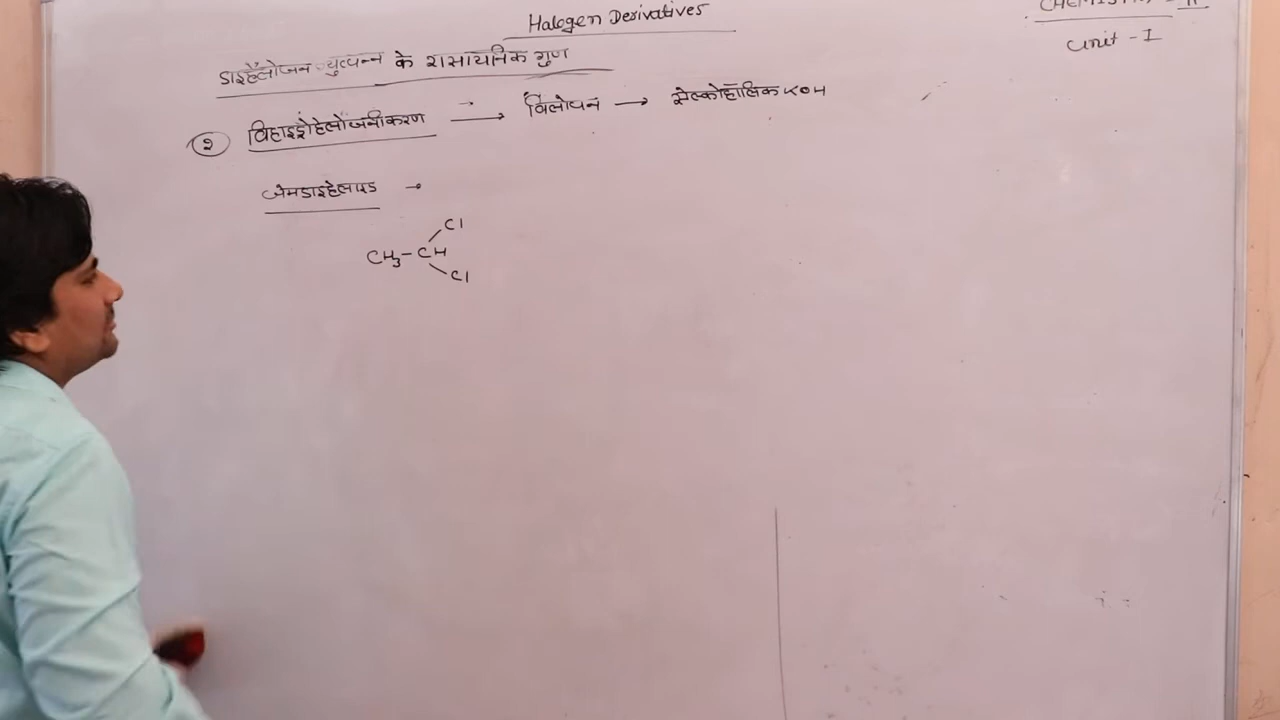 Halogen Derivatives
Unit - I
डाइहैलोजन व्युत्पन्न के रासायनिक गुण
② विहाइड्रोहैलोजनीकरण → विलोपन → ऐल्कोहॉलिक KOH
जेमडाइहैलाइड →
Cl
CH3-CH
Cl